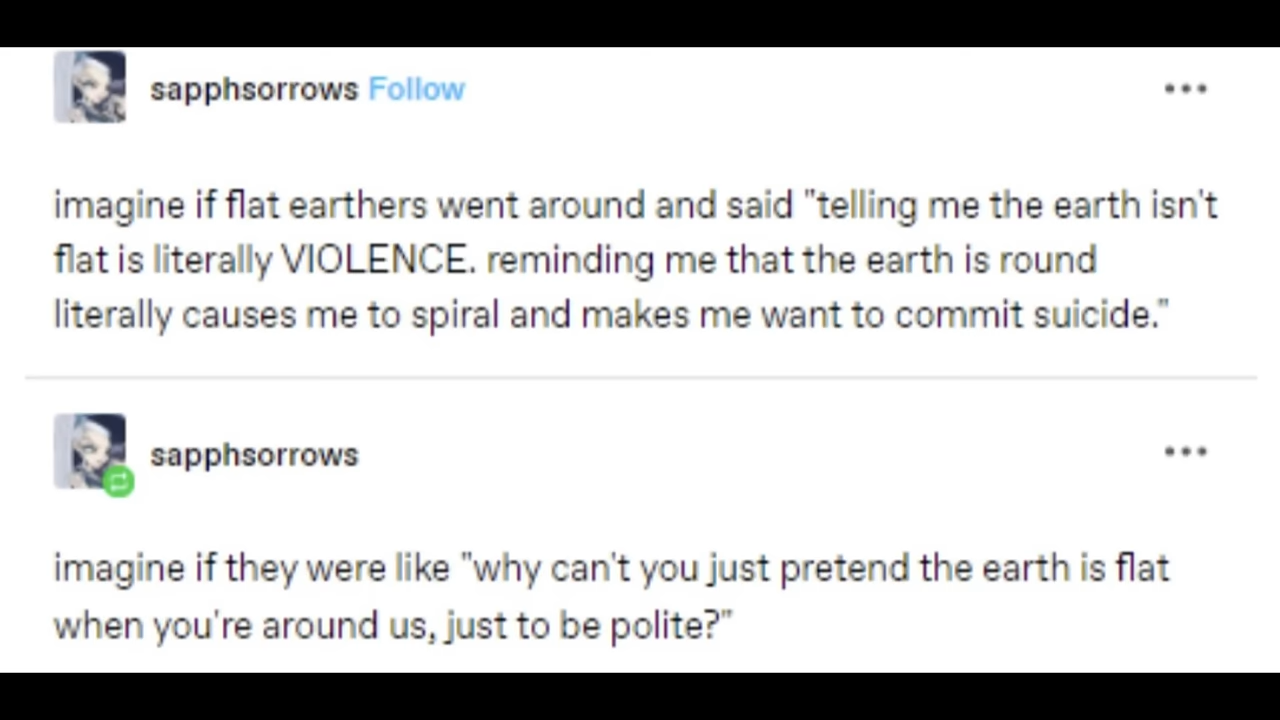 sapphsorrows Follow
imagine if flat earthers went around and said "telling me the earth isn't
flat is literally VIOLENCE. reminding me that the earth is round
literally causes me to spiral and makes me want to commit suicide."
sapphsorrows
imagine if they were like "why can't you just pretend the earth is flat
when you're around us, just to be polite?"